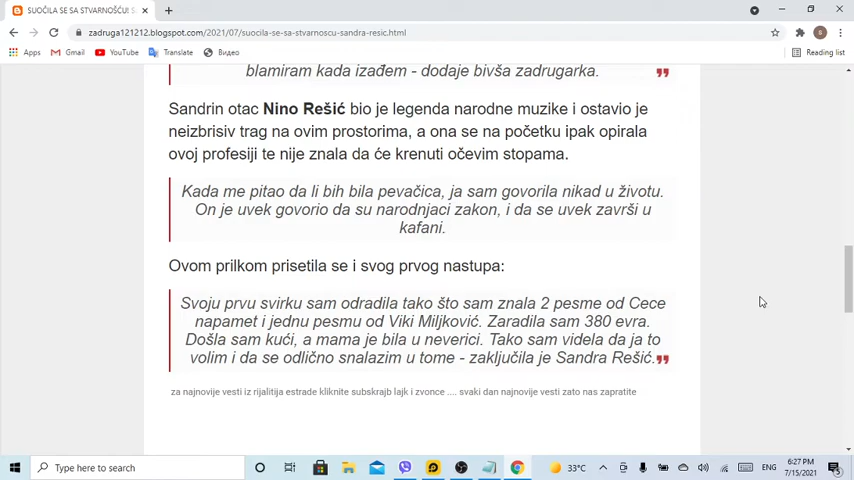 SUOČILA SE SA STVARNOŠĆU! SA
zadruga121212.blogspot.com/2021/07/suocila-se-sa-stvarnoscu-sandra-resic.html
Apps
Gmail
YouTube
Translate
Видео
Reading list
blamiram kada izađem - dodaje bivša zadrugarka.
Sandrin otac Nino Rešić bio je legenda narodne muzike i ostavio je
neizbrisiv trag na ovim prostorima, a ona se na početku ipak opirala
ovoj profesiji te nije znala da će krenuti očevim stopama.
Kada me pitao da li bih bila pevačica, ja sam govorila nikad u životu.
On je uvek govorio da su narodnjaci zakon, i da se uvek završi u
kafani.
Ovom prilkom prisetila se i svog prvog nastupa:
Svoju prvu svirku sam odradila tako što sam znala 2 pesme od Cece
napamet i jednu pesmu od Viki Miljković. Zaradila sam 380 evra.
Došla sam kući, a mama je bila u neverici. Tako sam videla da ja to
volim i da se odlično snalazim u tome - zaključila je Sandra Rešić.
za najnovije vesti iz rijalitija estrade kliknite subskrajb lajk i zvonce .... svaki dan najnovije vesti zato nas zapratite
Type here to search
33°C
ENG
6:27 PM
7/15/2021